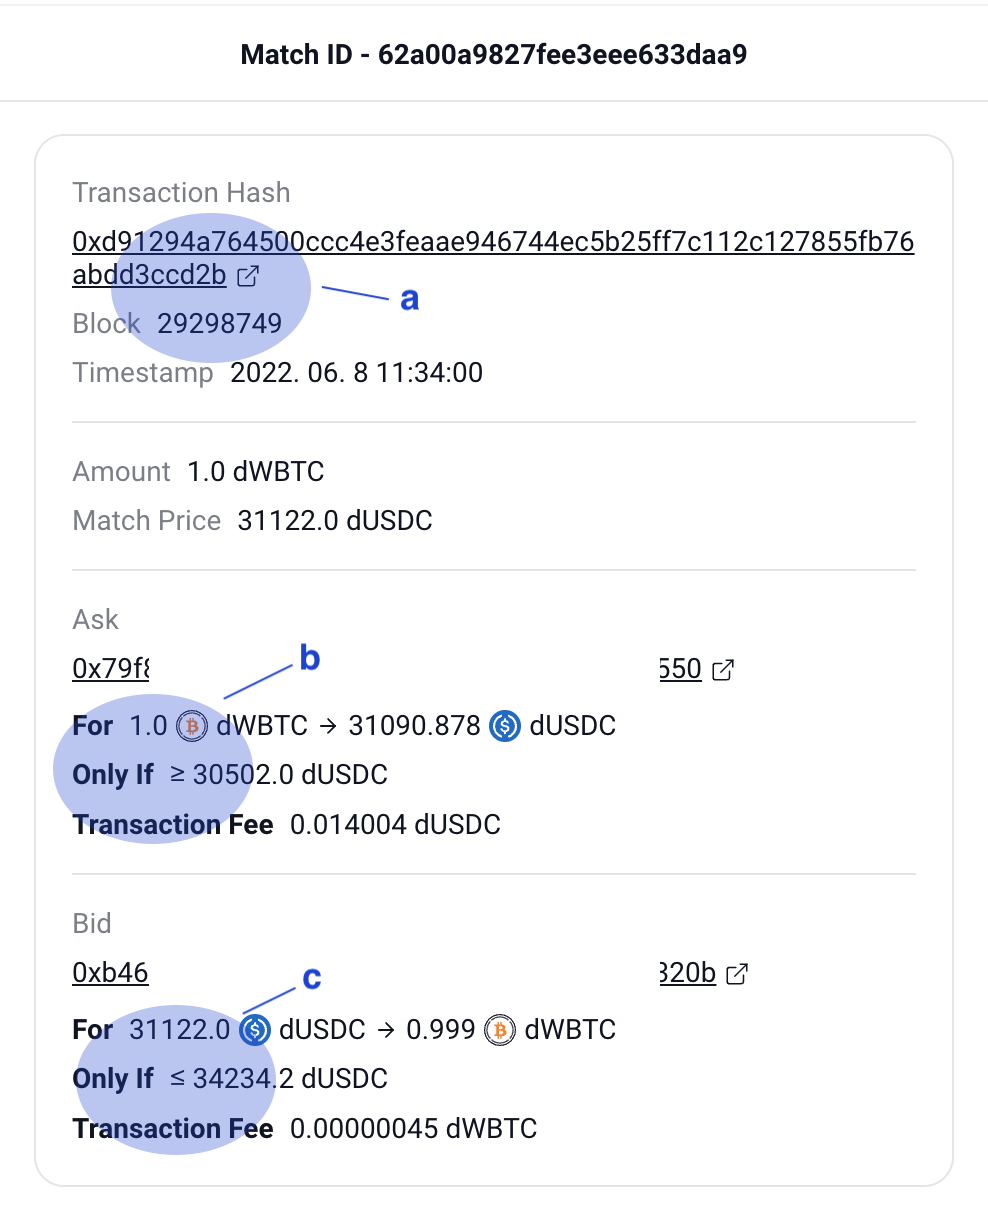 Match ID - 62a00a9827fee3eee633daa9
Transaction Hash
0xd91294a764500ccc4e3feaae946744ec5b25ff7c112c127855fb76
abdd3ccd2b
a
Block 29298749
Timestamp 2022. 06. 8 11:34:00
Amount 1.0 dWBTC
Match Price 31122.0 dUSDC
Ask
b
0x79f8 550
For 1.0 dWBTC → 31090.878 dUSDC
Only If ≥ 30502.0 dUSDC
Transaction Fee 0.014004 dUSDC
Bid
0xb46 320b
c
For 31122.0 dUSDC → 0.999 dWBTC
Only If ≤ 34234.2 dUSDC
Transaction Fee 0.00000045 dWBTC